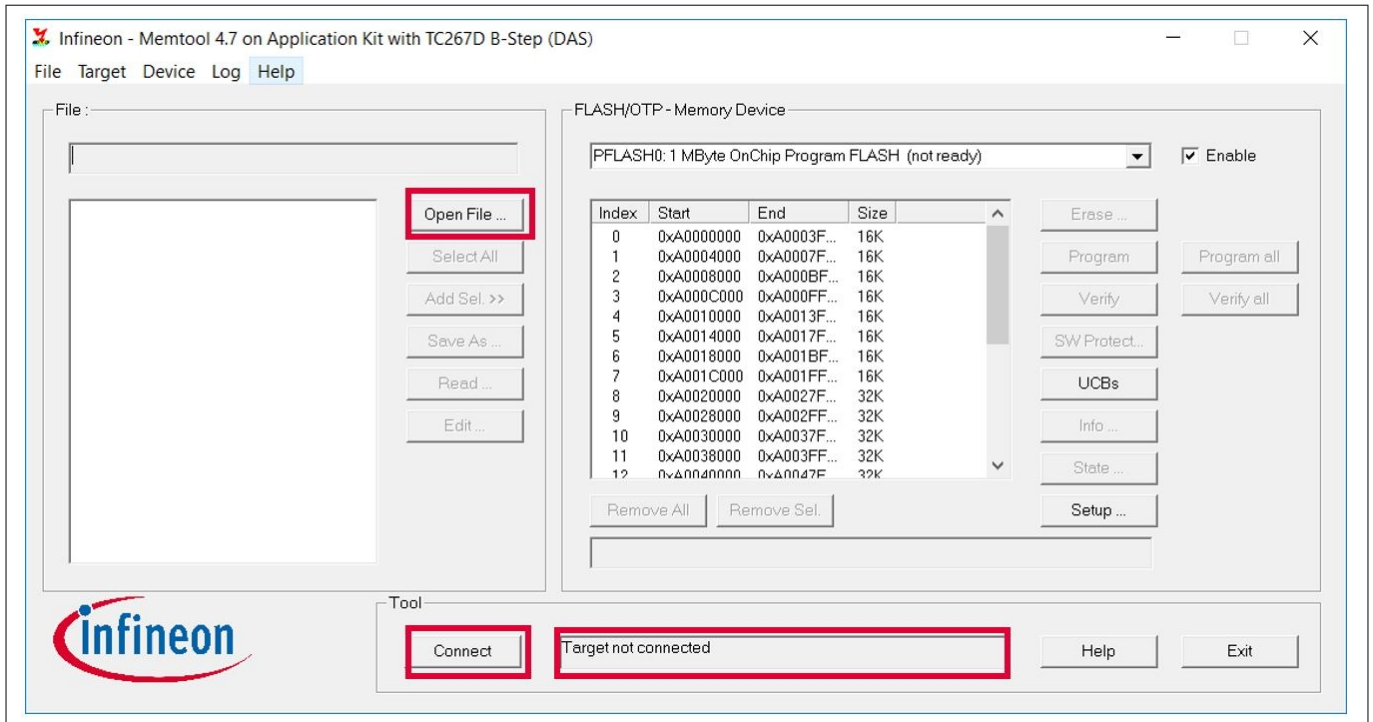 Infineon - Memtool 4.7 on Application Kit with TC267D B-Step (DAS)
File Target Device Log Help
File :
Open File ...
Select All
Add Sel. >>
Save As ...
Read ...
Edit ...
FLASH/OTP - Memory Device
PFLASH0: 1 MByte OnChip Program FLASH (not ready)
Enable
Index Start End Size
0 0xA0000000 0xA0003F... 16K
1 0xA0004000 0xA0007F... 16K
2 0xA0008000 0xA000BF... 16K
3 0xA000C000 0xA000FF... 16K
4 0xA0010000 0xA0013F... 16K
5 0xA0014000 0xA0017F... 16K
6 0xA0018000 0xA001BF... 16K
7 0xA001C000 0xA001FF... 16K
8 0xA0020000 0xA0027F... 32K
9 0xA0028000 0xA002FF... 32K
10 0xA0030000 0xA0037F... 32K
11 0xA0038000 0xA003FF... 32K
12 0xA0040000 0xA0047F... 32K
Remove All Remove Sel.
Erase ...
Program Program all
Verify Verify all
SW Protect...
UCBs
Info ...
State ...
Setup ...
infineon
Tool
Connect
Target not connected
Help
Exit